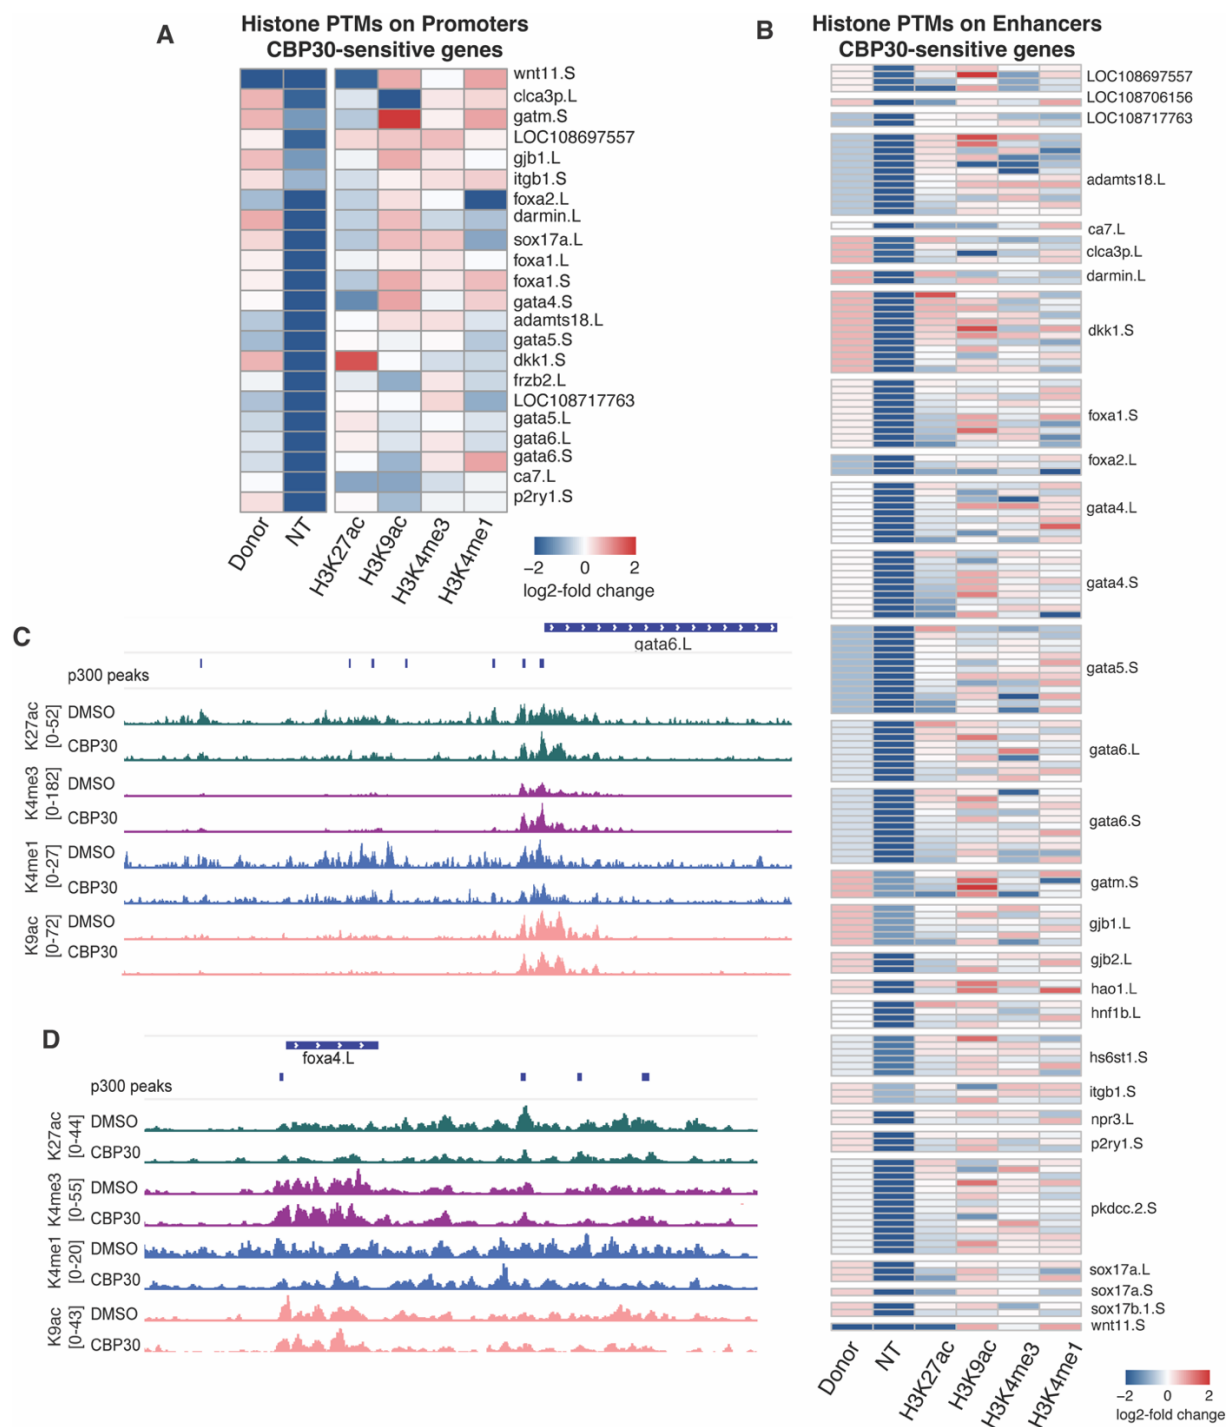 A
Histone PTMs on Promoters
CBP30-sensitive genes
wnt11.S
clca3p.L
gatm.S
LOC108697557
gjb1.L
itgb1.S
foxa2.L
darmin.L
sox17a.L
foxa1.L
foxa1.S
gata4.S
adamts18.L
gata5.S
dkk1.S
frzb2.L
LOC108717763
gata5.L
gata6.L
gata6.S
ca7.L
p2ry1.S
Donor
NT
H3K27ac
H3K9ac
H3K4me3
H3K4me1
−2 0 2
log2-fold change
B
Histone PTMs on Enhancers
CBP30-sensitive genes
LOC108697557
LOC108706156
LOC108717763
adamts18.L
ca7.L
clca3p.L
darmin.L
dkk1.S
foxa1.S
foxa2.L
gata4.L
gata4.S
gata5.S
gata6.L
gata6.S
gatm.S
gjb1.L
gjb2.L
hao1.L
hnf1b.L
hs6st1.S
itgb1.S
npr3.L
p2ry1.S
pkdcc.2.S
sox17a.L
sox17a.S
sox17b.1.S
wnt11.S
Donor
NT
H3K27ac
H3K9ac
H3K4me3
H3K4me1
−2 0 2
log2-fold change
C
gata6.L
p300 peaks
K27ac
[0-52]
DMSO
CBP30
K4me3
[0-182]
DMSO
CBP30
K4me1
[0-27]
DMSO
CBP30
K9ac
[0-72]
DMSO
CBP30
D
foxa4.L
p300 peaks
K27ac
[0-44]
DMSO
CBP30
K4me3
[0-55]
DMSO
CBP30
K4me1
[0-20]
DMSO
CBP30
K9ac
[0-43]
DMSO
CBP30